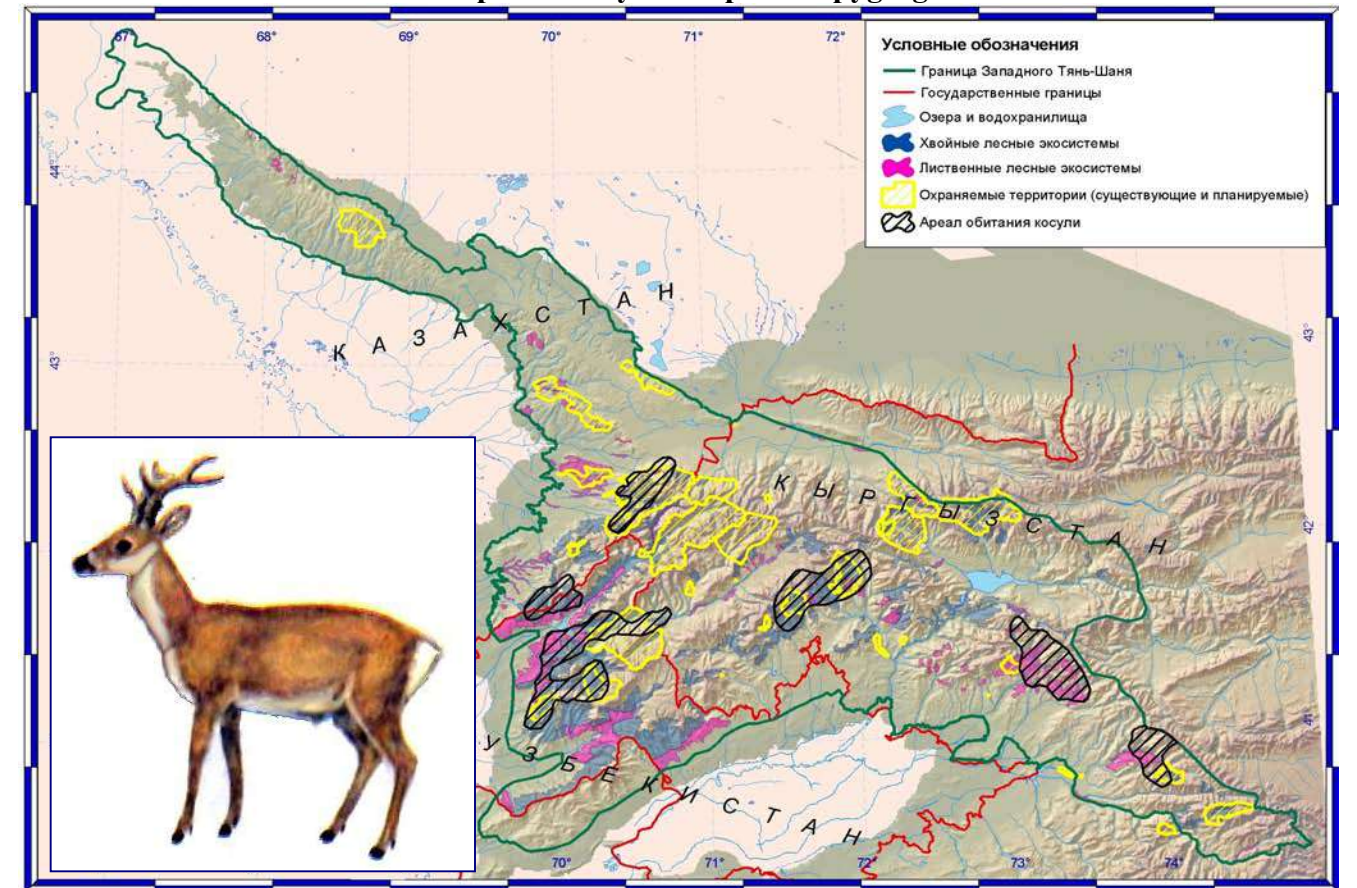 67° 68° 69° 70° 71° 72°
Условные обозначения
Граница Западного Тянь-Шаня
Государственные границы
Озера и водохранилища
Хвойные лесные экосистемы
Лиственные лесные экосистемы
Охраняемые территории (существующие и планируемые)
Ареал обитания косули
44°
43° 43°
КАЗАХСТАН
КЫРГЫЗСТАН
42°
41°
УЗБЕКИСТАН
70° 71° 72° 73° 74°